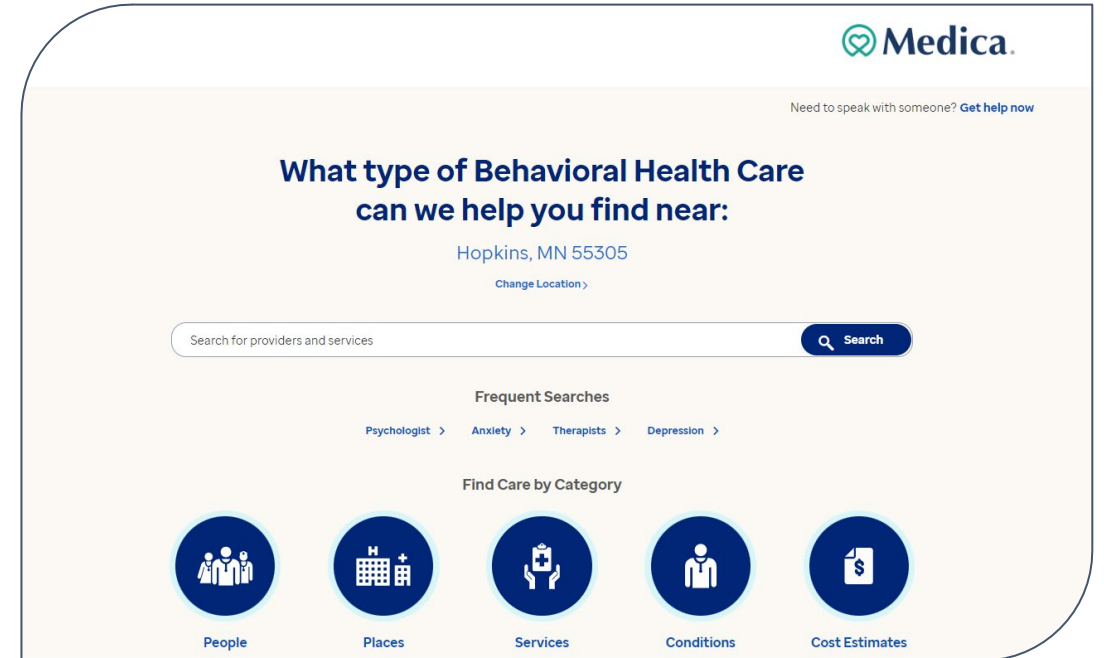 Medica.
Need to speak with someone? Get help now
What type of Behavioral Health Care
can we help you find near:
Hopkins, MN 55305
Change Location >
Search for providers and services
Search
Frequent Searches
Psychologist > Anxiety > Therapists > Depression >
Find Care by Category
H
$
People Places Services Conditions Cost Estimates